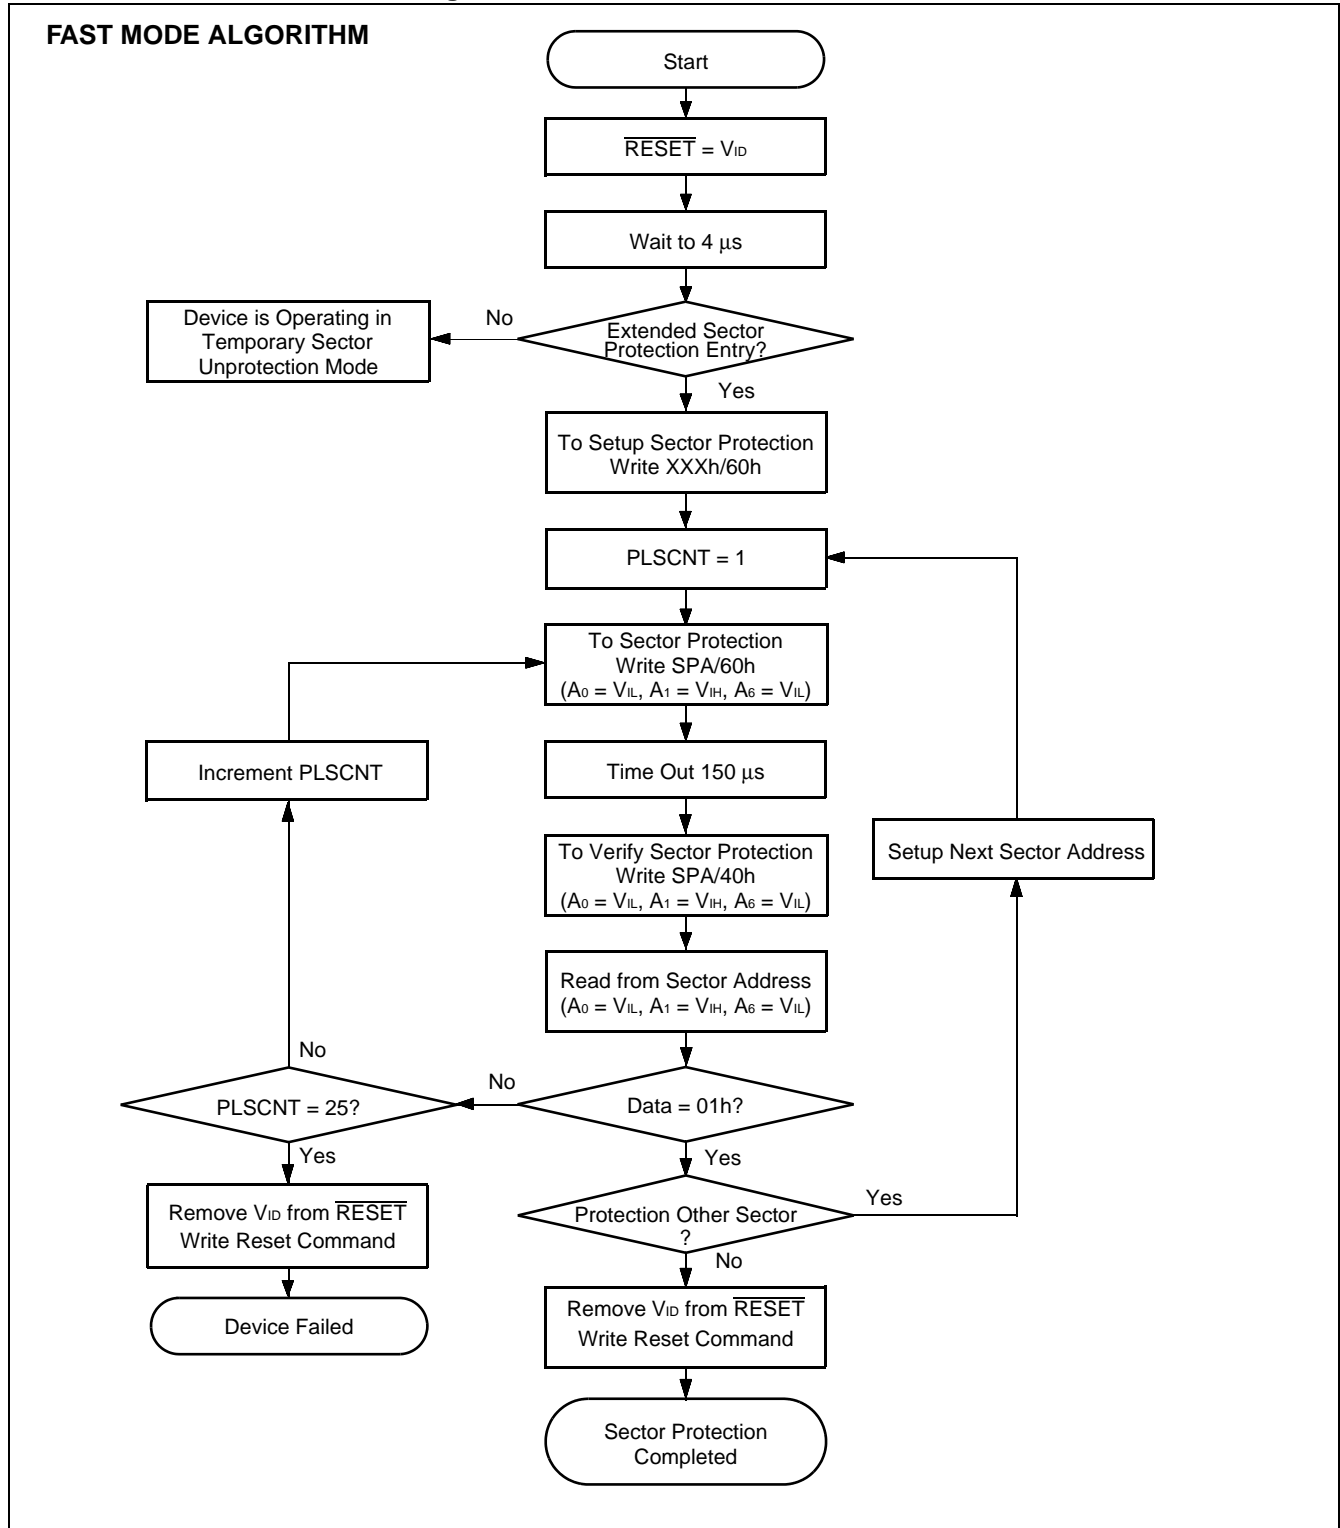 FAST MODE ALGORITHM
Start
RESET = VID
Wait to 4 µs
Extended Sector
Protection Entry?
No
Device is Operating in
Temporary Sector
Unprotection Mode
Yes
To Setup Sector Protection
Write XXXh/60h
PLSCNT = 1
To Sector Protection
Write SPA/60h
(A0 = VIL, A1 = VIH, A6 = VIL)
Increment PLSCNT
Time Out 150 µs
To Verify Sector Protection
Write SPA/40h
(A0 = VIL, A1 = VIH, A6 = VIL)
Setup Next Sector Address
Read from Sector Address
(A0 = VIL, A1 = VIH, A6 = VIL)
No
No
PLSCNT = 25?
Data = 01h?
Yes
Yes
Remove VID from RESET
Write Reset Command
Protection Other Sector
?
Yes
No
Device Failed
Remove VID from RESET
Write Reset Command
Sector Protection
Completed